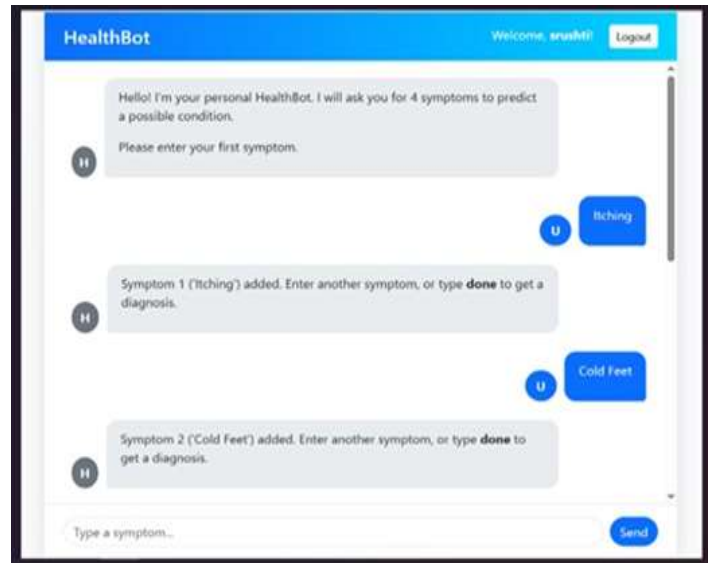 HealthBot
Welcome, srushti!
Logout
Hello! I'm your personal HealthBot. I will ask you for 4 symptoms to predict
a possible condition.
Please enter your first symptom.
H
Itching
U
Symptom 1 ('Itching') added. Enter another symptom, or type done to get a
diagnosis.
H
Cold Feet
U
Symptom 2 ('Cold Feet') added. Enter another symptom, or type done to
get a diagnosis.
H
Type a symptom...
Send